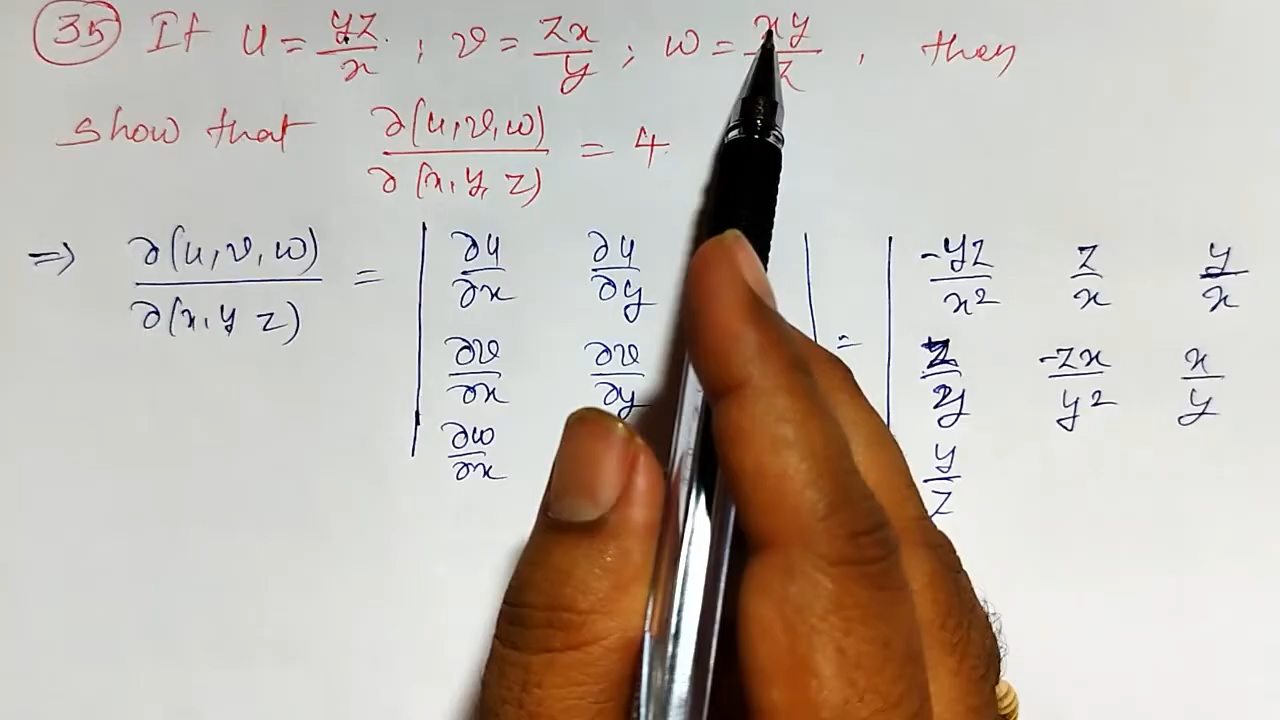 35 If u = yz/x ; v = zx/y ; w = xy/z , then
show that ∂(u,v,w)/∂(x,y,z) = 4
⇒ ∂(u,v,w)/∂(x,y z) = | ∂u/∂x ∂u/∂y | = | -yz/x² z/x y/x
∂v/∂x ∂v/∂y z/y -zx/y² x/y
∂w/∂x y/z